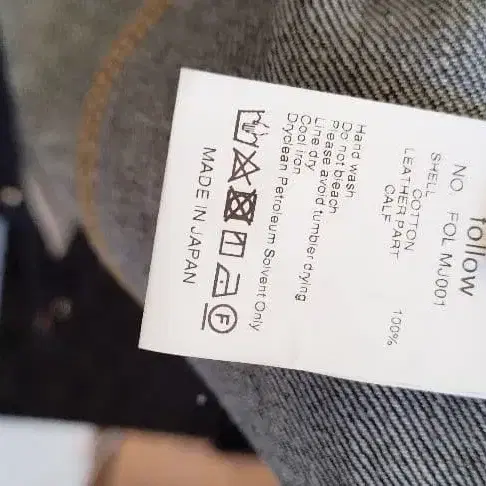 follow
NO. FOL MJ001
SHELL
COTTON 100%
LEATHER PART
CALF
Hand wash
Do not bleach
Please avord tumbler drying
Line dry
Cool iron
Dryclean Petroleum Solvent Only
F
MADE IN JAPAN